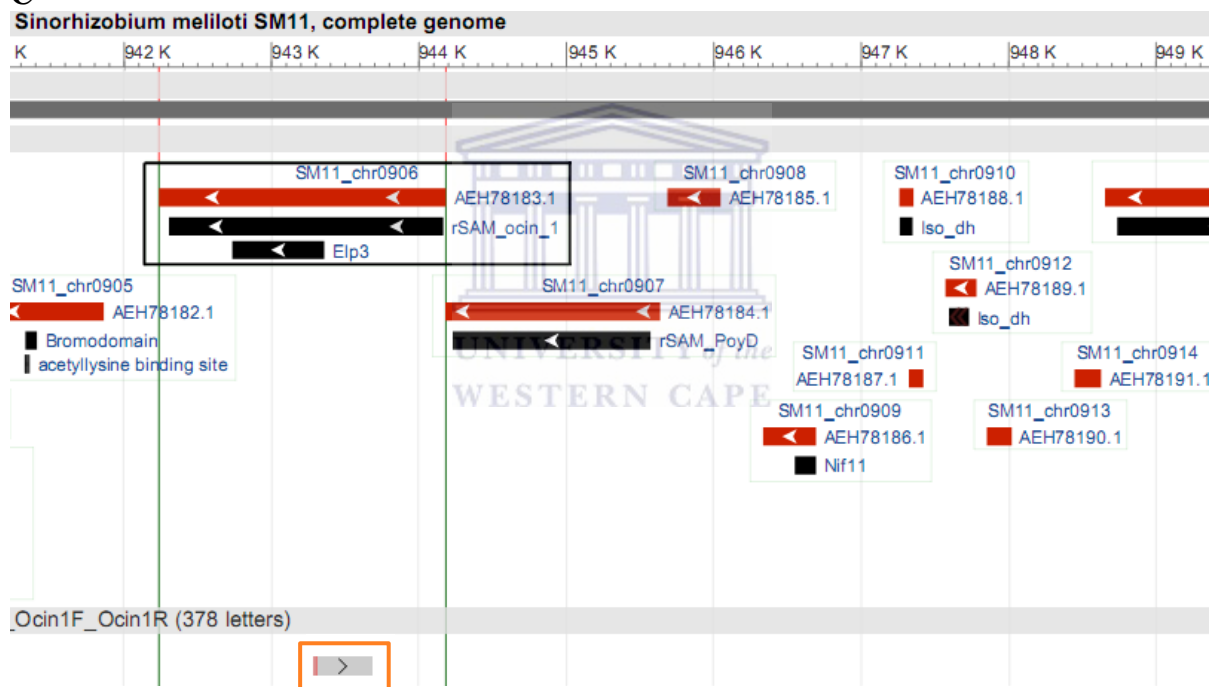 Sinorhizobium meliloti SM11, complete genome
K 942 K 943 K 944 K 945 K 946 K 947 K 948 K 949 K
SM11_chr0906 SM11_chr0908 SM11_chr0910
AEH78183.1 AEH78185.1 AEH78188.1
rSAM_ocin_1 Iso_dh
Elp3
SM11_chr0912
SM11_chr0905 SM11_chr0907 AEH78189.1
AEH78182.1 AEH78184.1 Iso_dh
Bromodomain rSAM_PoyD
UNIVERSITY of the
SM11_chr0911 SM11_chr0914
acetyllysine binding site
AEH78187.1 AEH78191.1
WESTERN CAPE
SM11_chr0909 SM11_chr0913
AEH78186.1 AEH78190.1
Nif11
_Ocin1F_Ocin1R (378 letters)